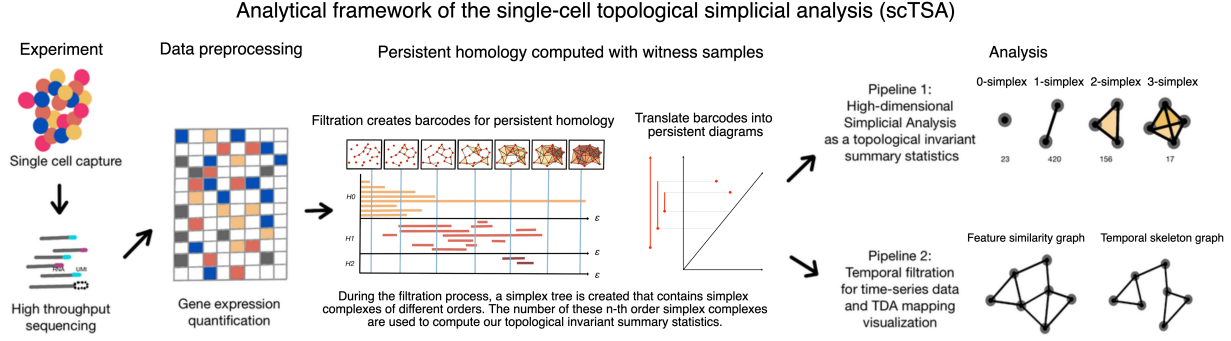 Analytical framework of the single-cell topological simplicial analysis (scTSA)
Experiment
Single cell capture
RNA UMI
High throughput
sequencing
Data preprocessing
Gene expression
quantification
Persistent homology computed with witness samples
Filtration creates barcodes for persistent homology
H0
ε
H1
ε
H2
ε
Translate barcodes into
persistent diagrams
During the filtration process, a simplex tree is created that contains simplex
complexes of different orders. The number of these n-th order simplex complexes
are used to compute our topological invariant summary statistics.
Analysis
Pipeline 1:
High-dimensional
Simplicial Analysis
as a topological invariant
summary statistics
0-simplex 1-simplex 2-simplex 3-simplex
23 420 156 17
Pipeline 2:
Temporal filtration
for time-series data
and TDA mapping
visualization
Feature similarity graph Temporal skeleton graph